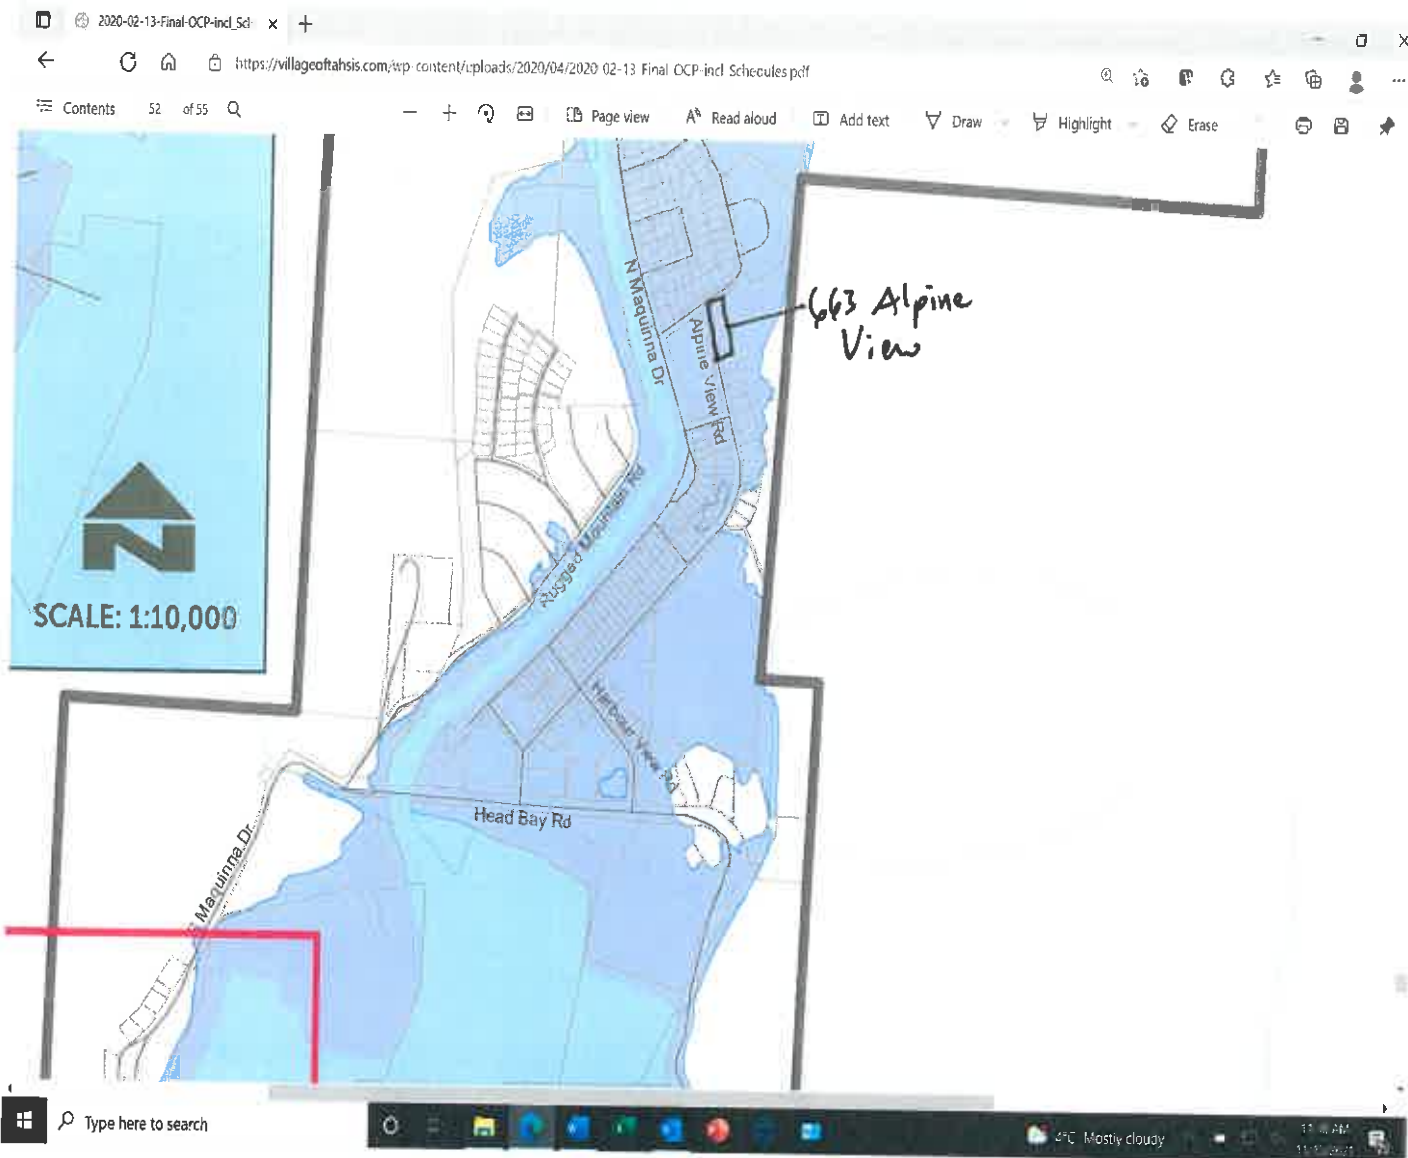 2020-02-13-Final-OCP-incl_Scl
https://villageoftahsis.com/wp-content/uploads/2020/04/2020-02-13-Final-OCP-incl-Schedules.pdf
Contents 52 of 55
Page view
Read aloud
Add text
Draw
Highlight
Erase
N Maquinna Dr
Alpine View Rd
663 Alpine
View
Rugged Mountain Rd
N
SCALE: 1:10,000
Harbour View Rd
Head Bay Rd
Maquinna Dr
Type here to search
4°C Mostly cloudy
AM